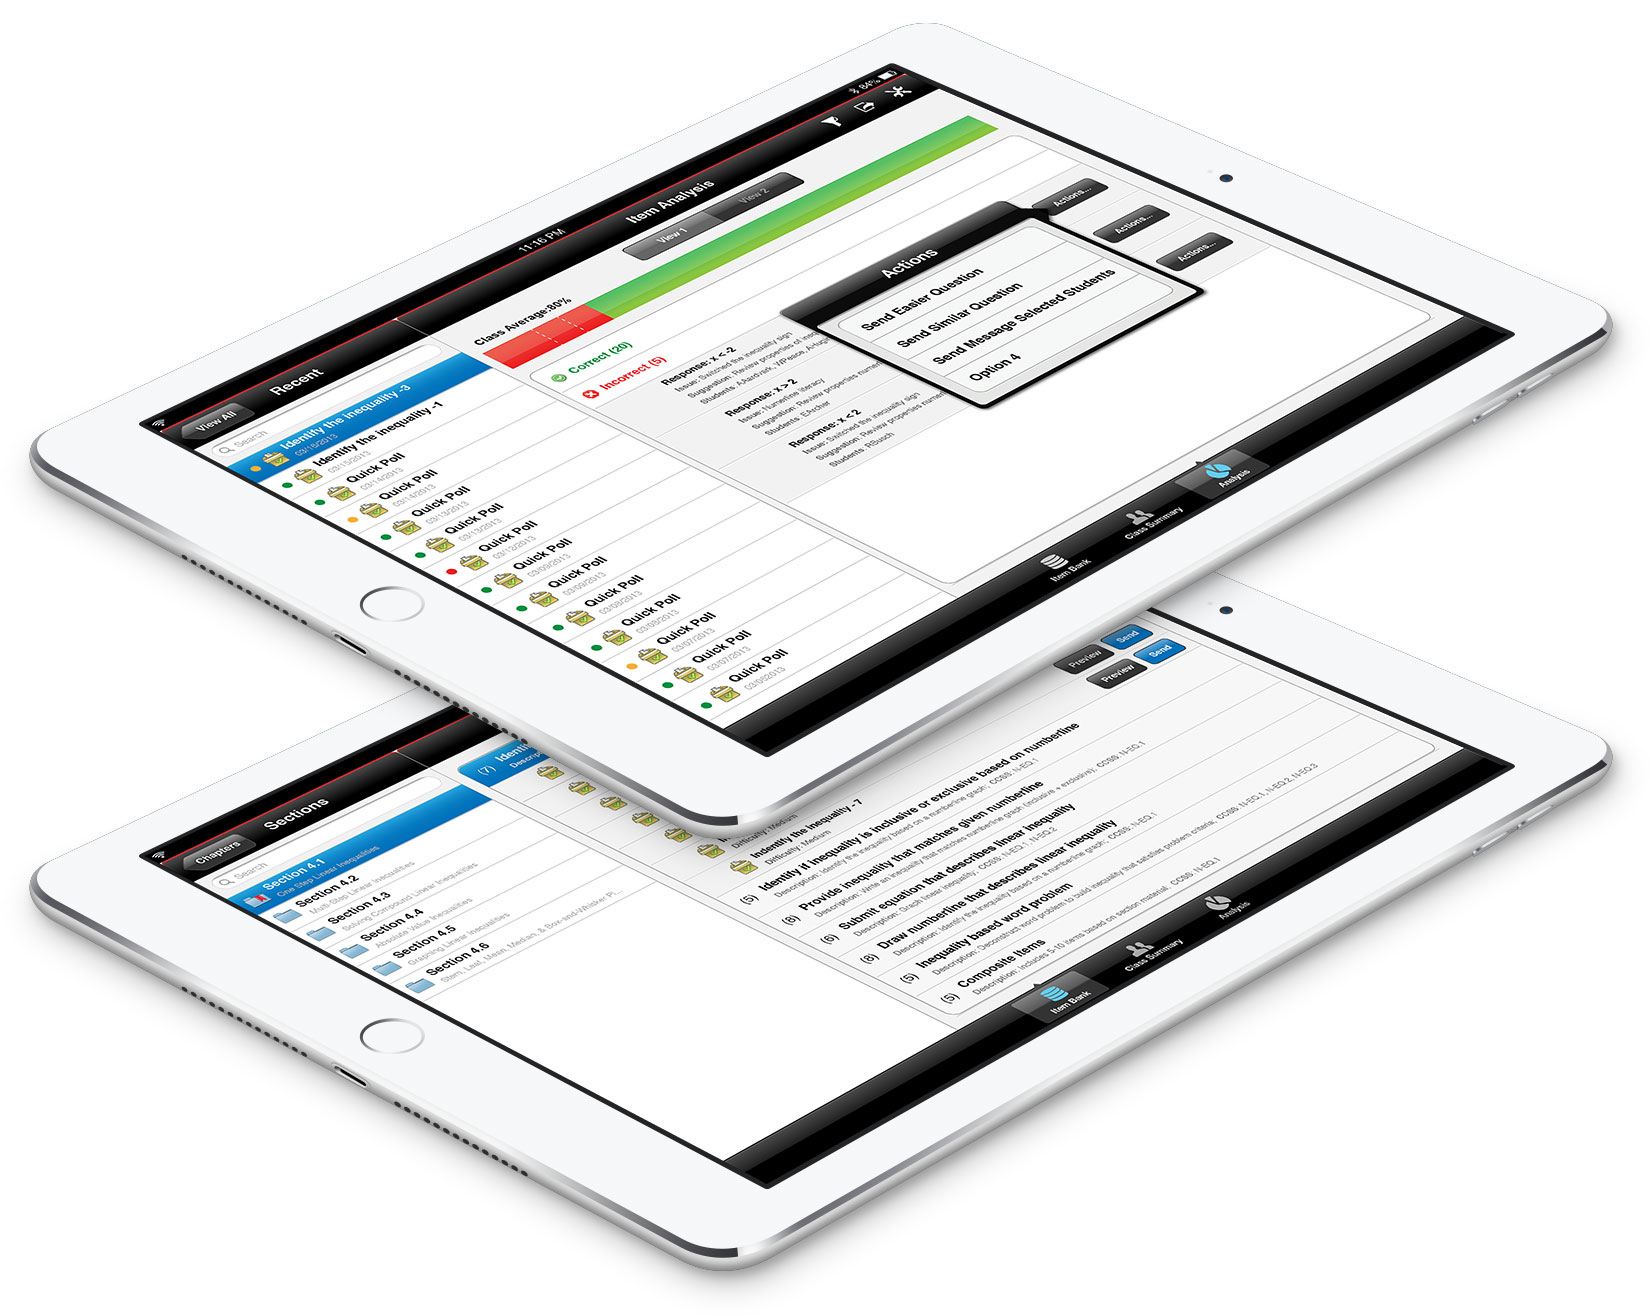 11:16 PM
84%
View All
Recent
Item Analysis
Search
View 1
View 2
Class Average:80%
Correct (20)
Incorrect (5)
Response: x < -2
Issue: Switched the inequality sign
Suggestion: Review properties of ineq
Students: AAardvark, WPeace, AHug
Response: x > 2
Issue: Numberline literacy
Suggestion: Review properties number
Students: EArcher
Response: x < 2
Issue: Switched the inequality sign
Suggestion: Review properties number
Students: RBusch
Actions...
Actions...
Actions...
Actions
Send Easier Question
Send Similar Question
Send Message Selected Students
Option 4
Identify the inequality -3
03/18/2013
Identify the inequality -1
03/15/2013
Quick Poll
03/14/2013
Quick Poll
03/14/2013
Quick Poll
03/13/2013
Quick Poll
03/13/2013
Quick Poll
03/12/2013
Quick Poll
03/09/2013
Quick Poll
03/09/2013
Quick Poll
03/08/2013
Quick Poll
03/08/2013
Quick Poll
03/07/2013
Quick Poll
03/07/2013
Quick Poll
03/062013
Item Bank
Class Summary
Analysis
Chapters
Sections
Search
Section 4.1
One Step Linear Inequalities
Section 4.2
Multi-Step Linear Inequalities
Section 4.3
Solving Compound Linear Inequalities
Section 4.4
Absolute Value Inequalities
Section 4.5
Graphing Linear Inequalities
Section 4.6
Stem, Leaf, Mean, Median, & Box-and-Whisker Pl...
(7)
Identif
Descrip
Preview
Send
Preview
Send
Difficulty: Medium
Indentify the inequality -7
Difficulty: Medium
(5) Identify if inequality is inclusive or exclusive based on numberline
Description: Identify the inequality based on a numberline graph; CCSS: N-EQ.1
(8) Provide inequality that matches given numberline
Description: Write an inequality that matches numberline graph (inclusive + exclusive); CCSS: N-EQ.1
(6) Submit equation that describes linear inequality
Description: Graph linear inequality; CCSS: N-EQ.1, N-EQ.2
(8) Draw numberline that describes linear inequality
Description: Identify the inequality based on a numberline graph; CCSS: N-EQ.1
(5) Inequality based word problem
Description: Deconstruct word problem to build inequality that satisfies problem criteria; CCSS: N-EQ.1, N-EQ.2, N-EQ.3
(5) Composite Items
Description: Includes 5-10 items based on section material. CCSS: N-EQ.1
Item Bank
Class Summary
Analysis